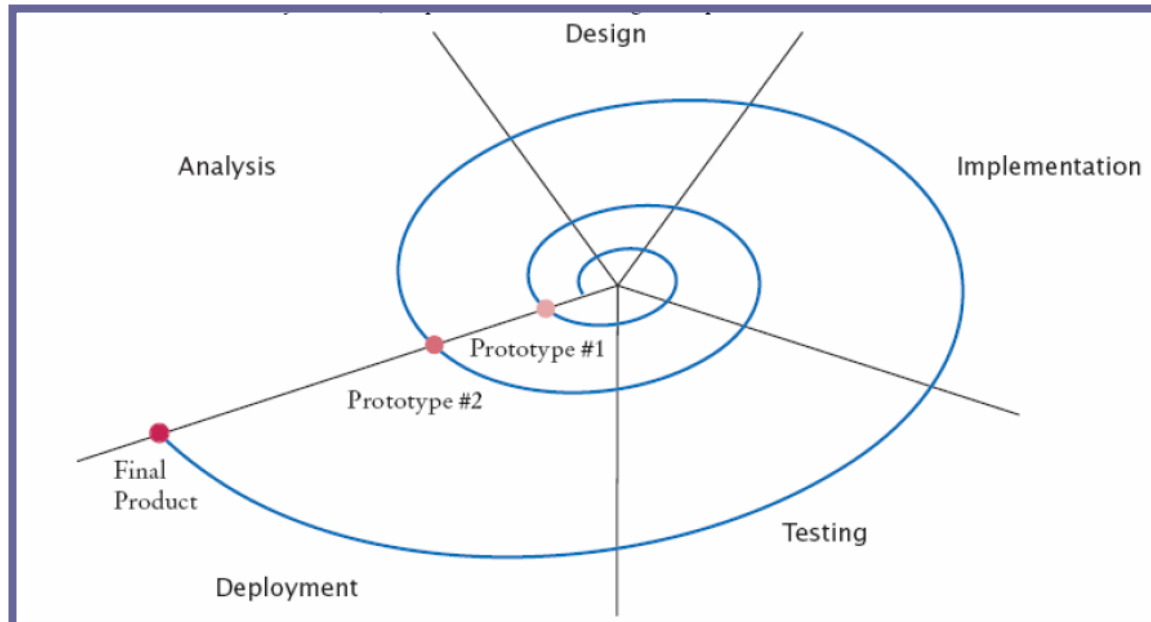 Design
Analysis
Implementation
Prototype #1
Prototype #2
Final
Product
Testing
Deployment